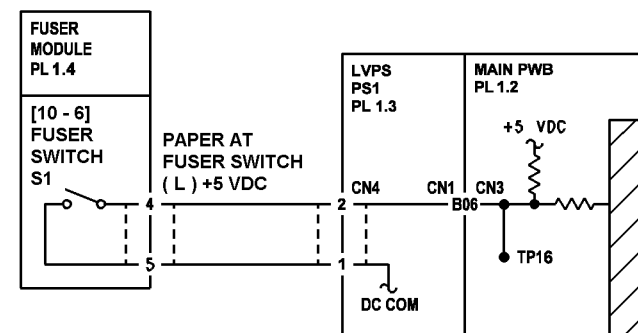 FUSER
MODULE
PL 1.4
[10 - 6]
FUSER
SWITCH
S1
PAPER AT
FUSER SWITCH
( L ) +5 VDC
4
5
LVPS
PS1
PL 1.3
CN4
2
1
DC COM
CN1
B06
MAIN PWB
PL 1.2
+5 VDC
CN3
TP16